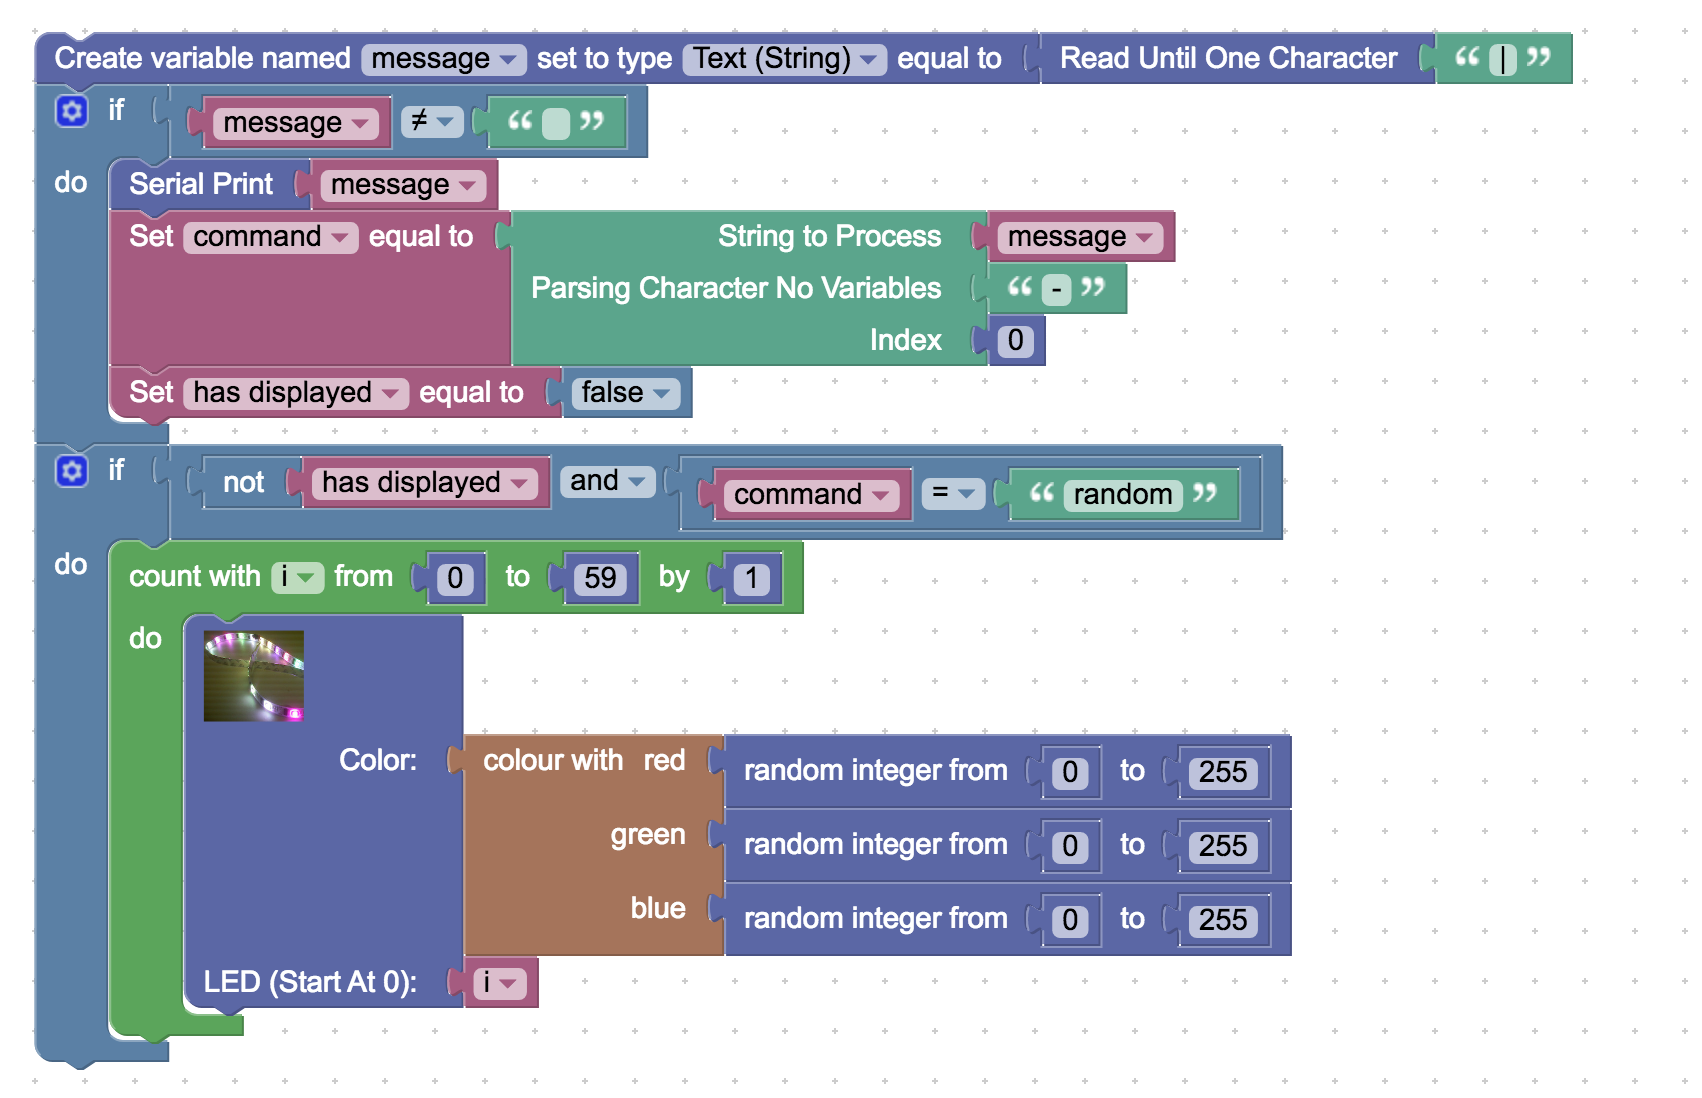 Create variable named message set to type Text (String) equal to Read Until One Character “ | ”
if message ≠ “ ”
do Serial Print message
Set command equal to String to Process message
Parsing Character No Variables “ - ”
Index 0
Set has displayed equal to false
if not has displayed and command = “ random ”
do count with i from 0 to 59 by 1
do
Color: colour with red random integer from 0 to 255
green random integer from 0 to 255
blue random integer from 0 to 255
LED (Start At 0): i